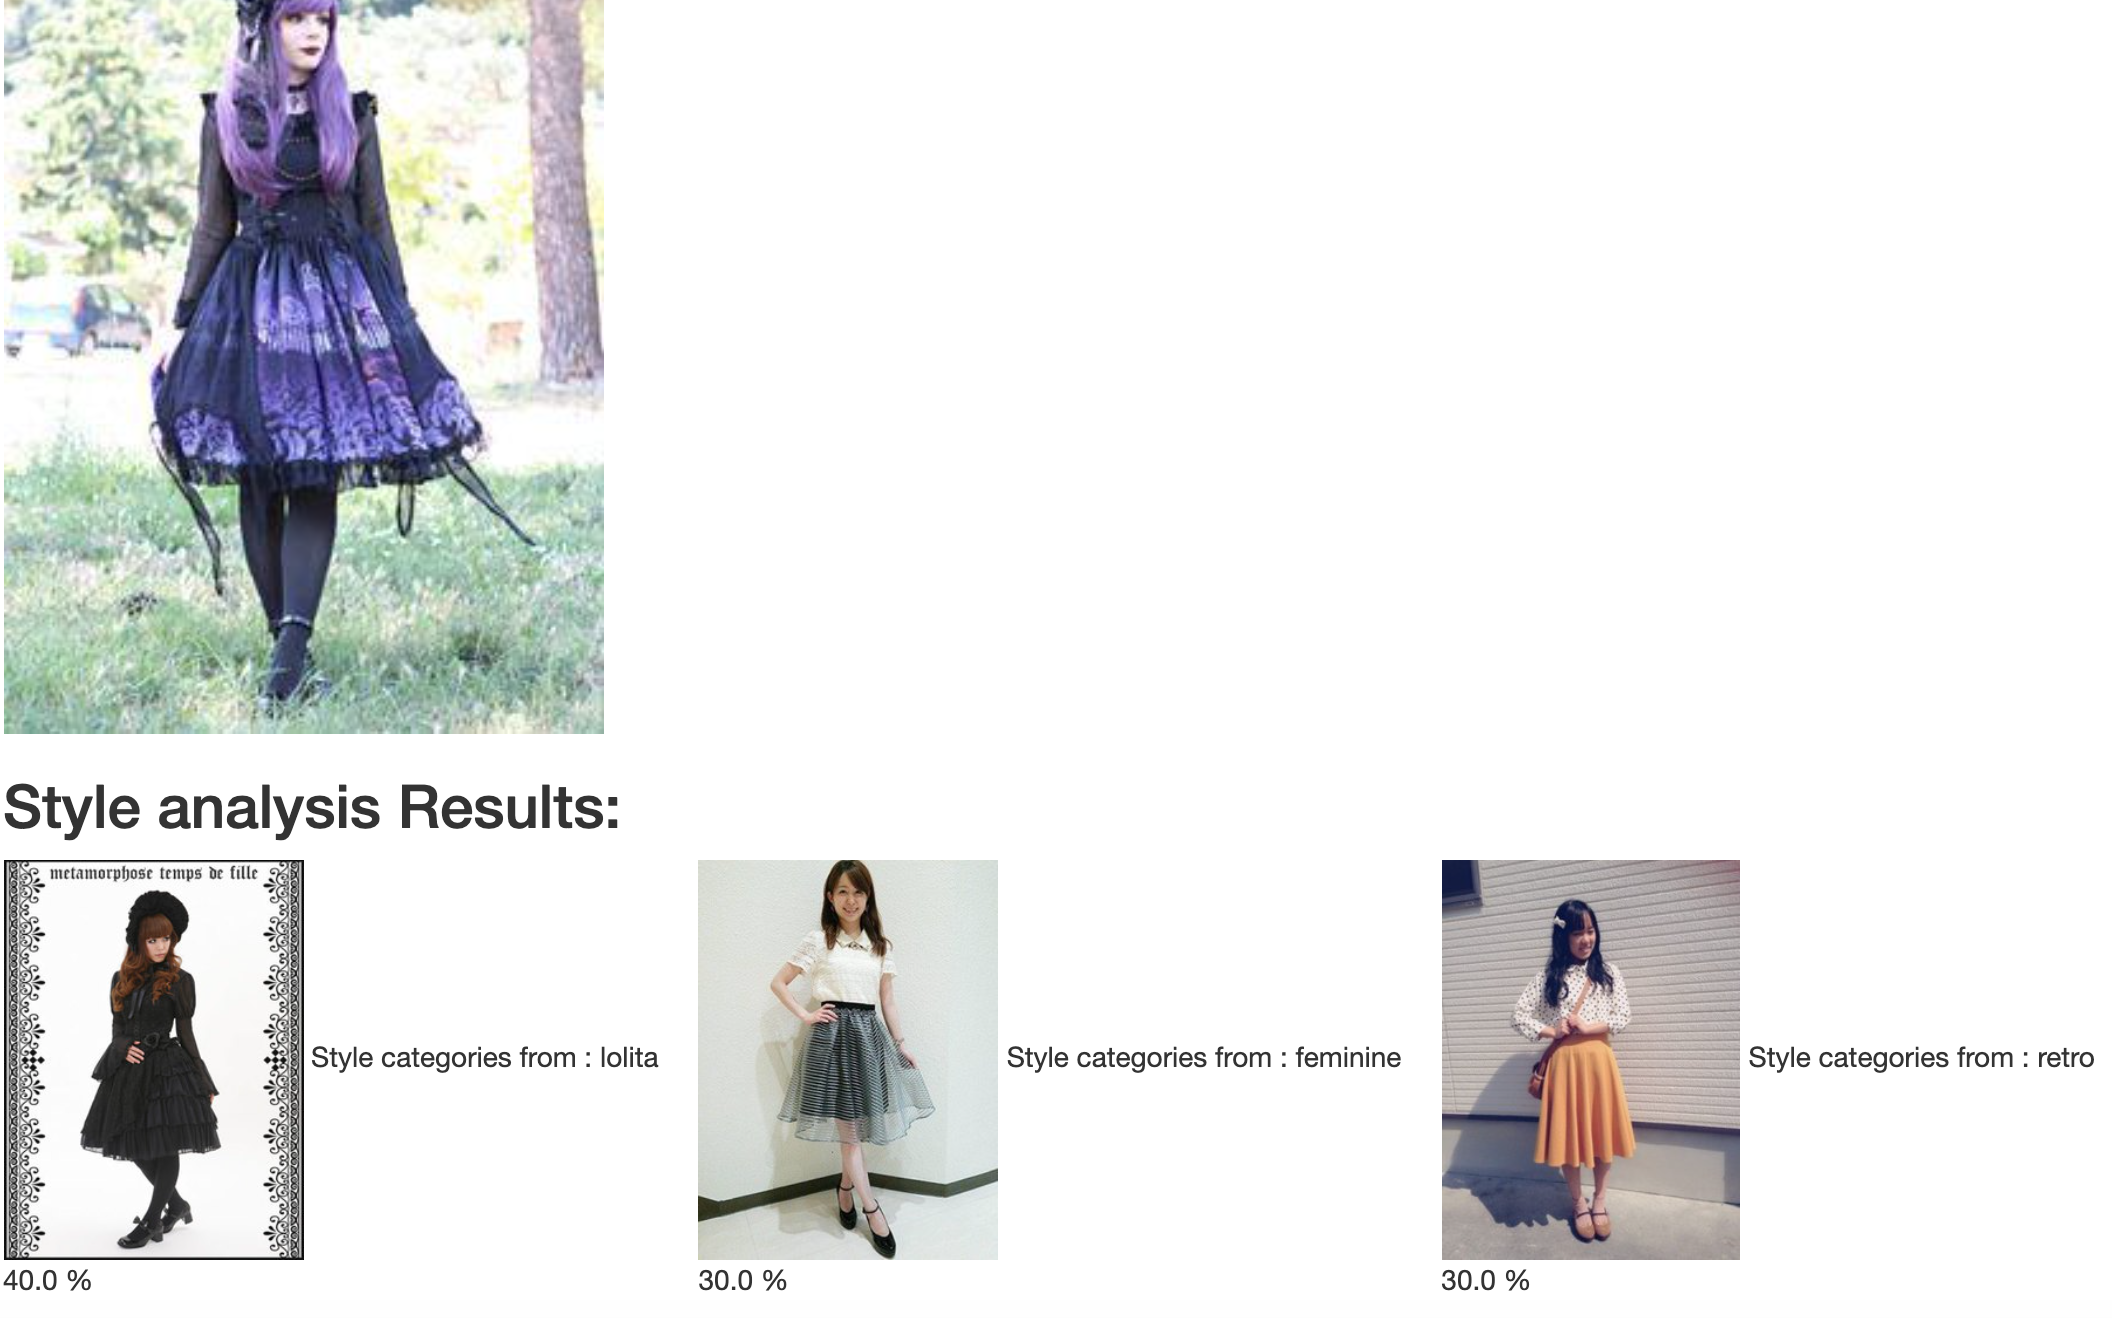 Style analysis Results:
metamorphose temps de fille
Style categories from : lolita
Style categories from : feminine
Style categories from : retro
40.0 %
30.0 %
30.0 %